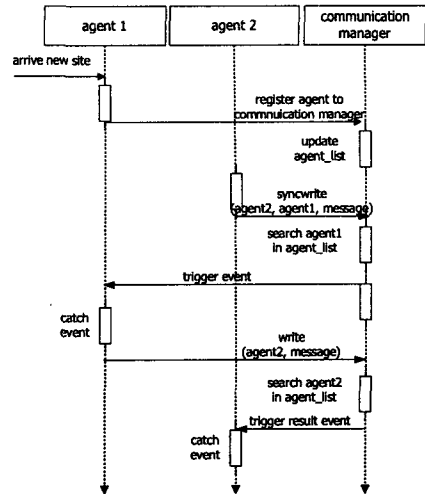 agent 1
agent 2
communication
manager
arrive new site
register agent to
commnuication manager
update
agent_list
syncwrite
(agent2, agent1, message)
search agent1
in agent_list
trigger event
catch
event
write
(agent2, message)
search agent2
in agent_list
trigger result event
catch
event